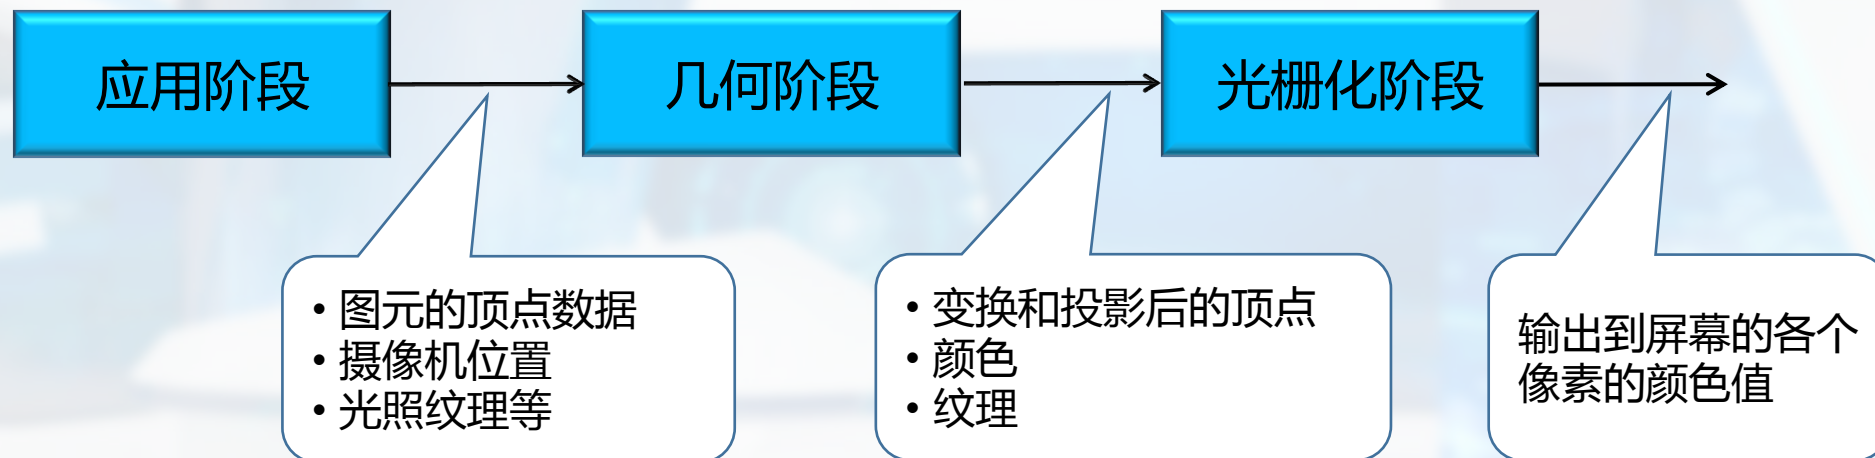 应用阶段
几何阶段
光栅化阶段
• 图元的顶点数据
• 摄像机位置
• 光照纹理等
• 变换和投影后的顶点
• 颜色
• 纹理
输出到屏幕的各个
像素的颜色值